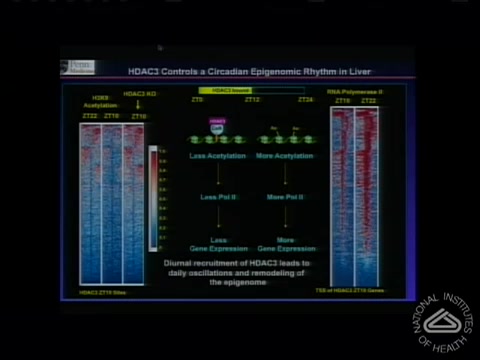 Penn
Medicine
HDAC3 Controls a Circadian Epigenomic Rhythm in Liver
HDAC3 bound
ZT0 ZT12 ZT24
H3K9
Acetylation
HDAC3 KO
ZT22 ZT10 ZT10
RNA Polymerase II
ZT10 ZT22
HDAC3
CoR
Less Acetylation More Acetylation
Less Pol II More Pol II
Less
Gene Expression
More
Gene Expression
Diurnal recruitment of HDAC3 leads to
daily oscillations and remodeling of
the epigenome
HDAC3 ZT10 Sites
TSS of HDAC3 ZT10 Genes
NATIONAL INSTITUTES
OF HEALTH